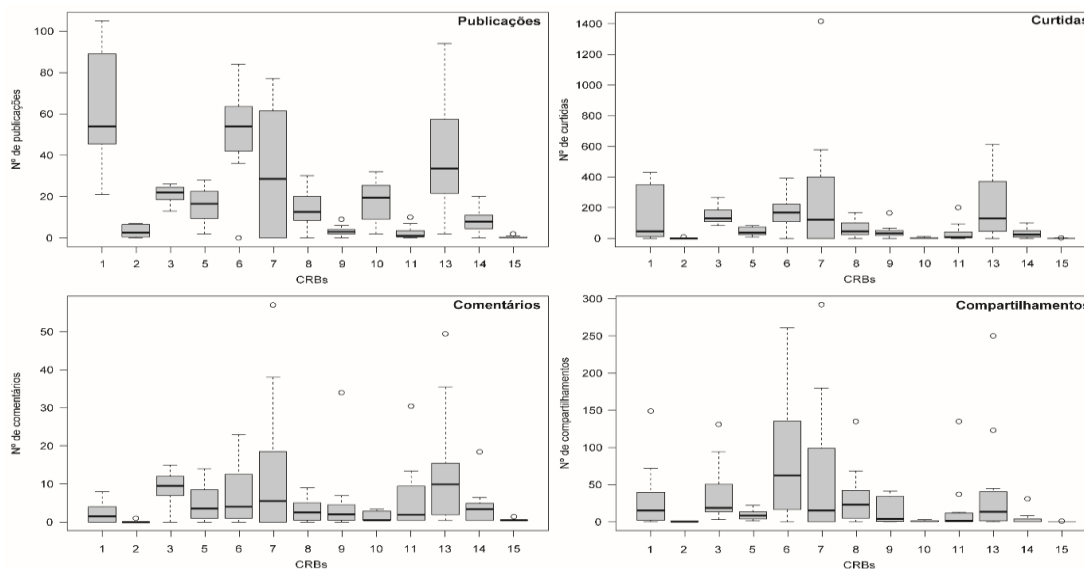 Publicações
Nº de publicações
100
80
60
40
20
0
1 2 3 5 6 7 8 9 10 11 13 14 15
CRBs
Curtidas
Nº de curtidas
1400
1200
1000
800
600
400
200
0
1 2 3 5 6 7 8 9 10 11 13 14 15
CRBs
Comentários
Nº de comentários
50
40
30
20
10
0
1 2 3 5 6 7 8 9 10 11 13 14 15
CRBs
Compartilhamentos
Nº de compartilhamentos
300
250
200
150
100
50
0
1 2 3 5 6 7 8 9 10 11 13 14 15
CRBs